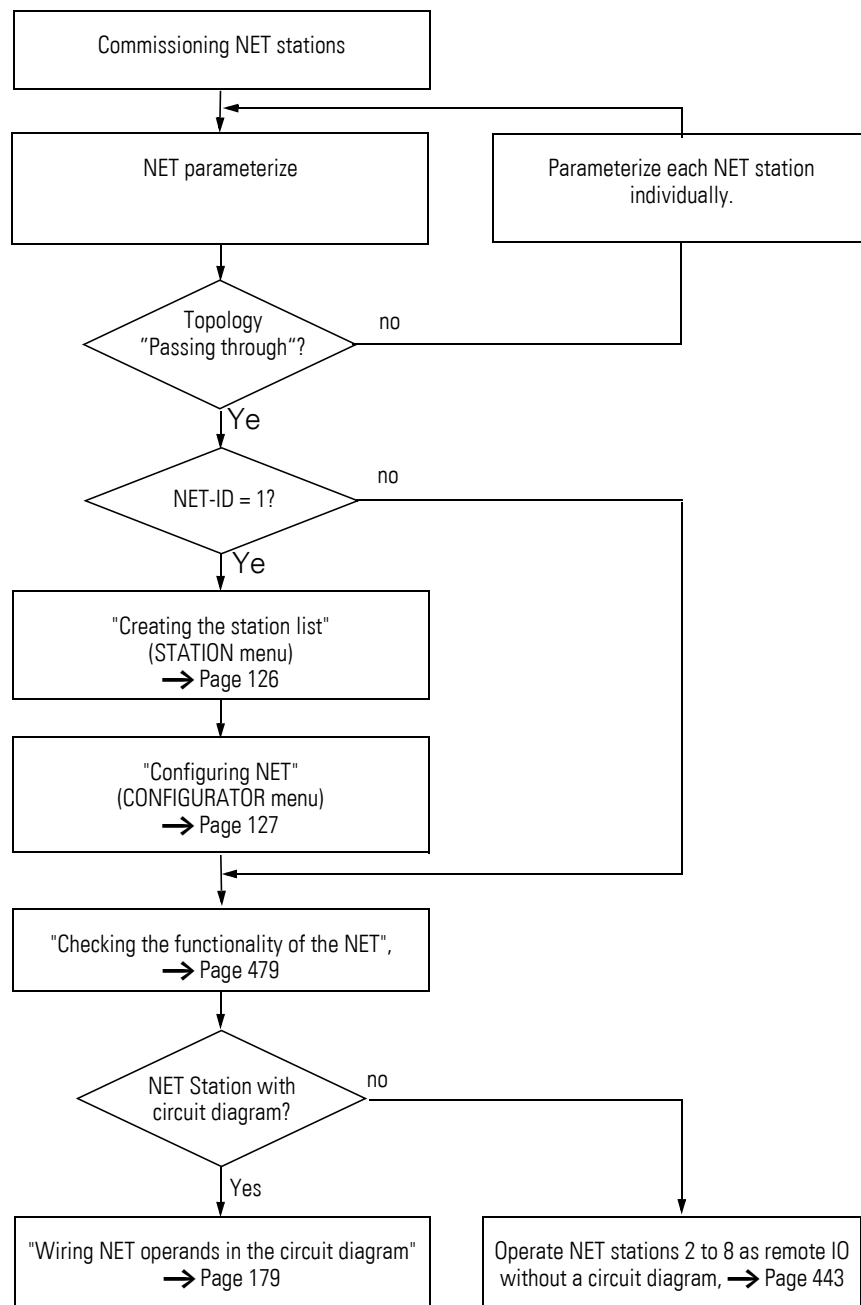 Commissioning NET stations
NET parameterize
Parameterize each NET station
individually.
Topology
"Passing through“?
no
Ye
NET-ID = 1?
no
Ye
"Creating the station list"
(STATION menu)
→ Page 126
"Configuring NET"
(CONFIGURATOR menu)
→ Page 127
"Checking the functionality of the NET",
→ Page 479
NET Station with
circuit diagram?
no
Yes
"Wiring NET operands in the circuit diagram"
→ Page 179
Operate NET stations 2 to 8 as remote IO
without a circuit diagram, → Page 443